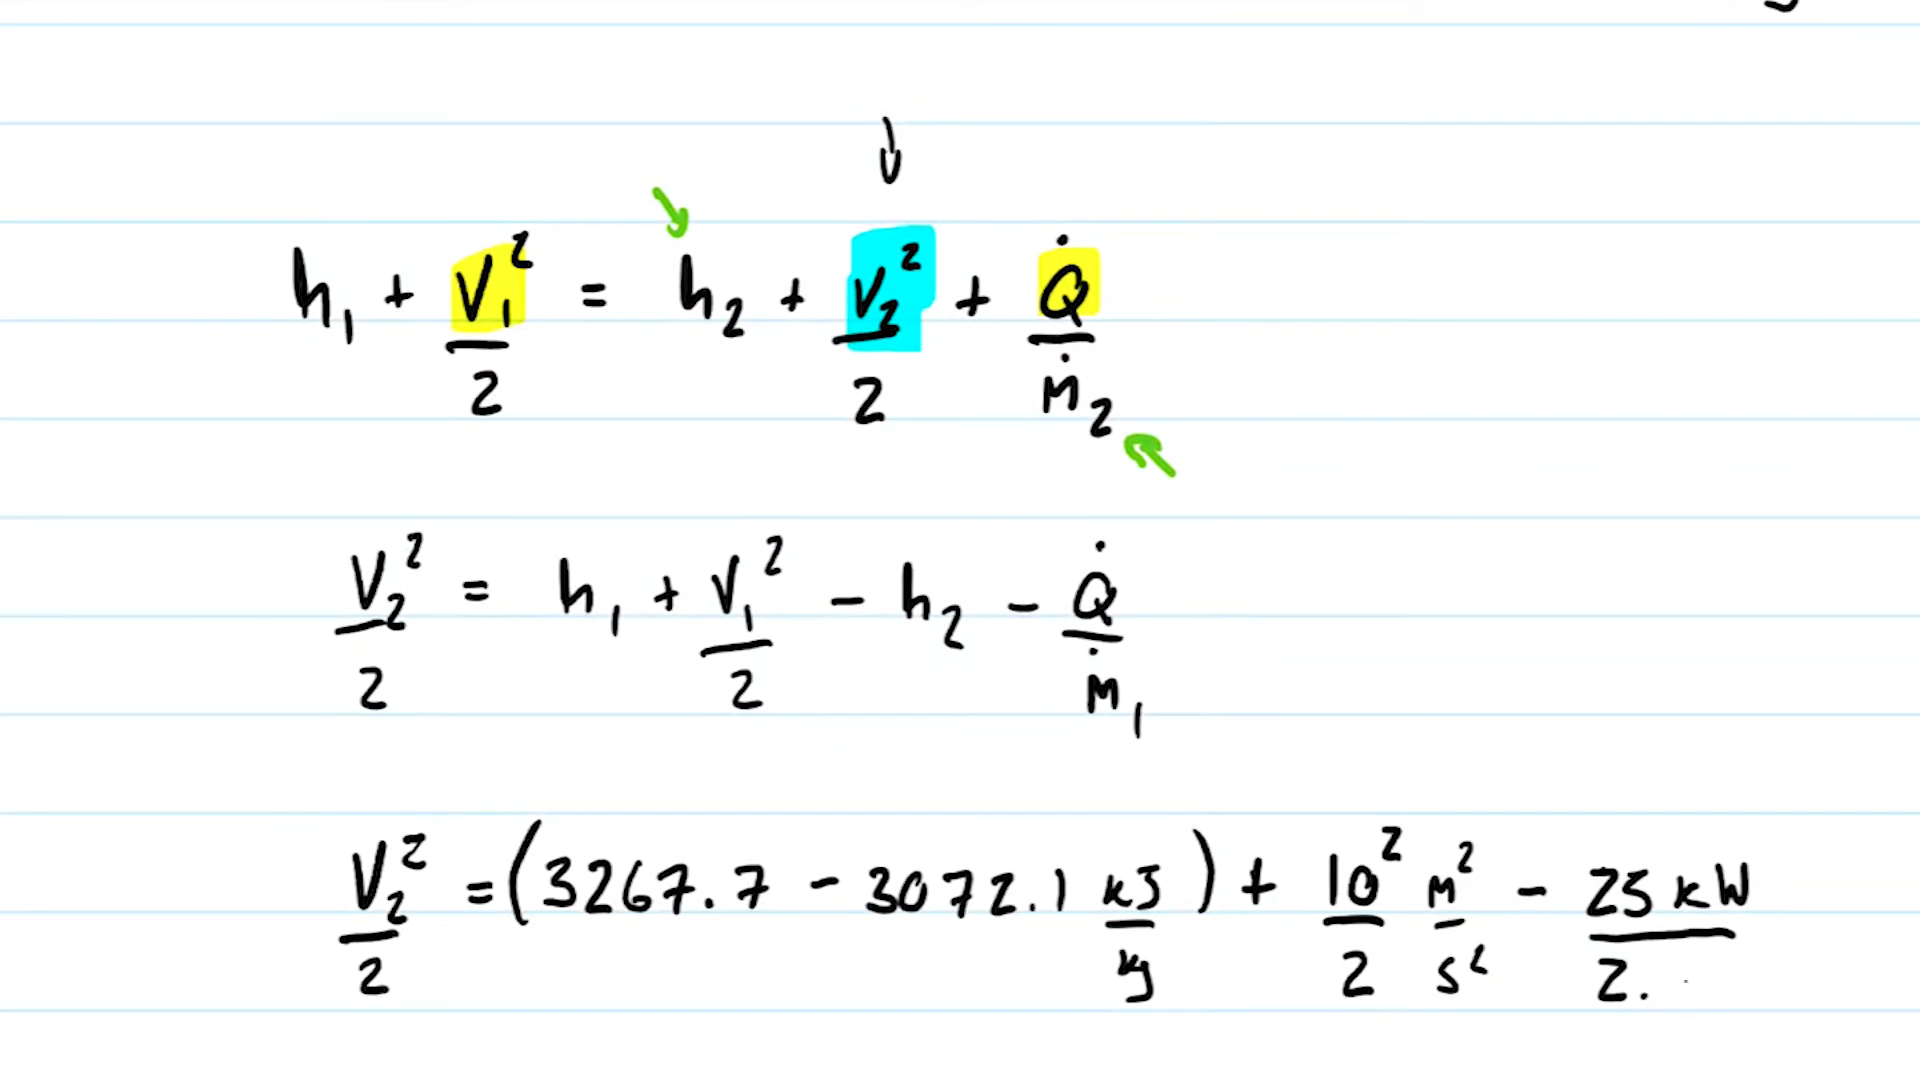 h₁ + V₁²/2 = h₂ + V₂²/2 + Q̇/ṁ₂
V₂²/2 = h₁ + V₁²/2 - h₂ - Q̇/ṁ₁
V₂²/2 = (3267.7 - 3072.1 kJ/kg) + 10²/2 m²/s² - 25 kW/2.